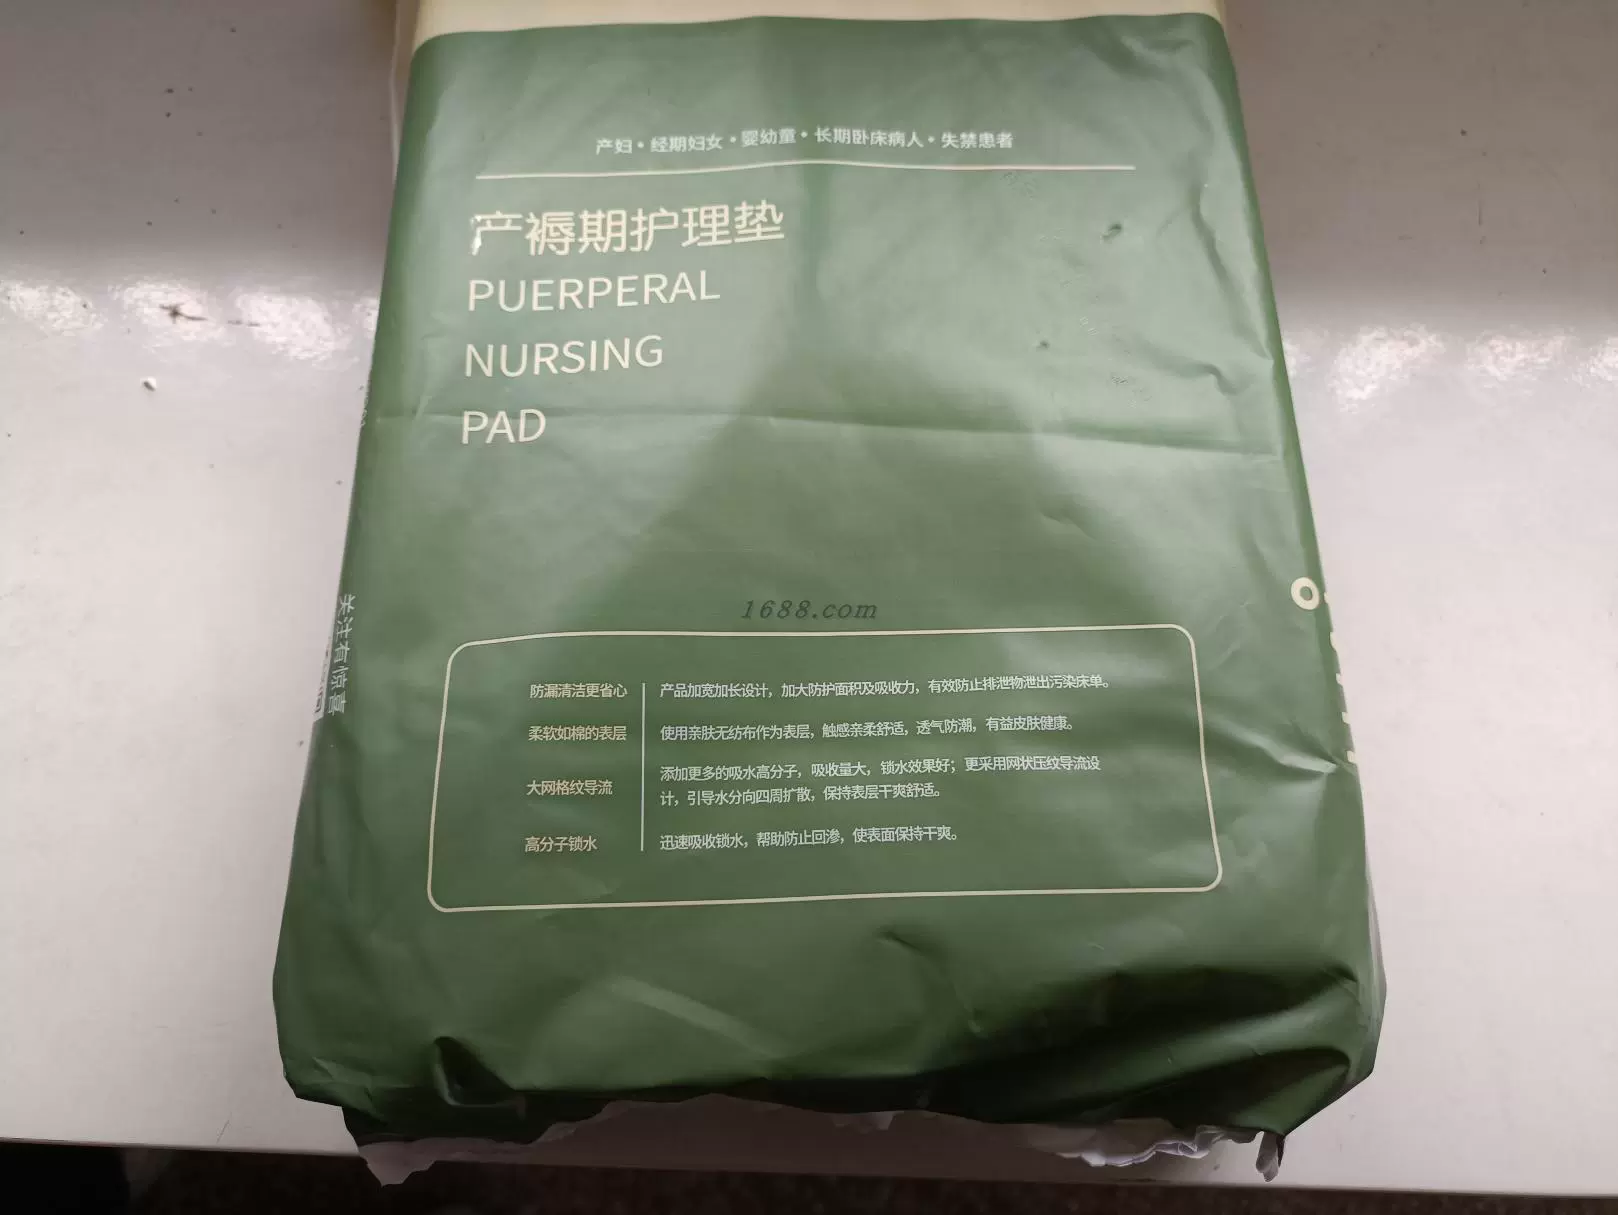 产妇·经期妇女·婴幼童·长期卧床病人·失禁患者
产褥期护理垫
PUERPERAL
NURSING
PAD
1688.com
防漏清洁更省心 产品加宽加长设计，加大防护面积及吸收力，有效防止排泄物泄出污染床单。
柔软如棉的表层 使用亲肤无纺布作为表层，触感亲柔舒适，透气防潮，有益皮肤健康。
大网格纹导流 添加更多的吸水高分子，吸收量大，锁水效果好；更采用网状压纹导流设
计，引导水分向四周扩散，保持表层干爽舒适。
高分子锁水 迅速吸收锁水，帮助防止回渗，使表面保持干爽。
关注有惊喜